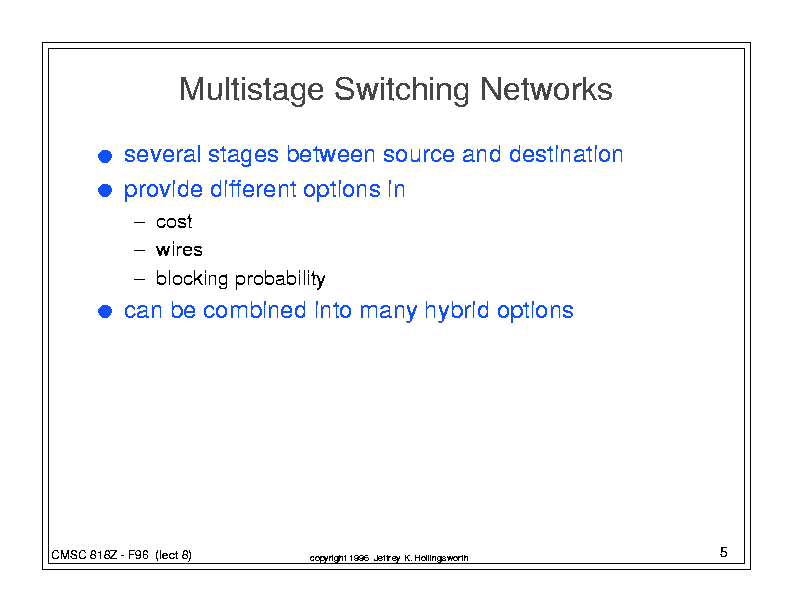 Multistage Switching Networks
● several stages between source and destination
● provide different options in
– cost
– wires
– blocking probability
● can be combined into many hybrid options
CMSC 818Z - F96 (lect 8)
copyright 1996 Jeffrey K. Hollingsworth
5